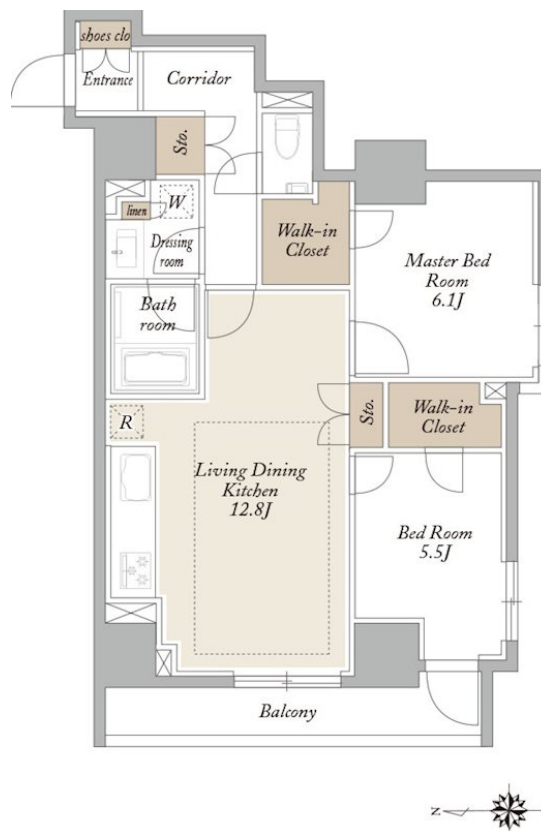 shoes clo
Entrance
Corridor
Sto.
linen
W
Dressing
room
Walk-in
Closet
Master Bed
Room
6.1J
Bath
room
R
Sto.
Walk-in
Closet
Living Dining
Kitchen
12.8J
Bed Room
5.5J
Balcony
N